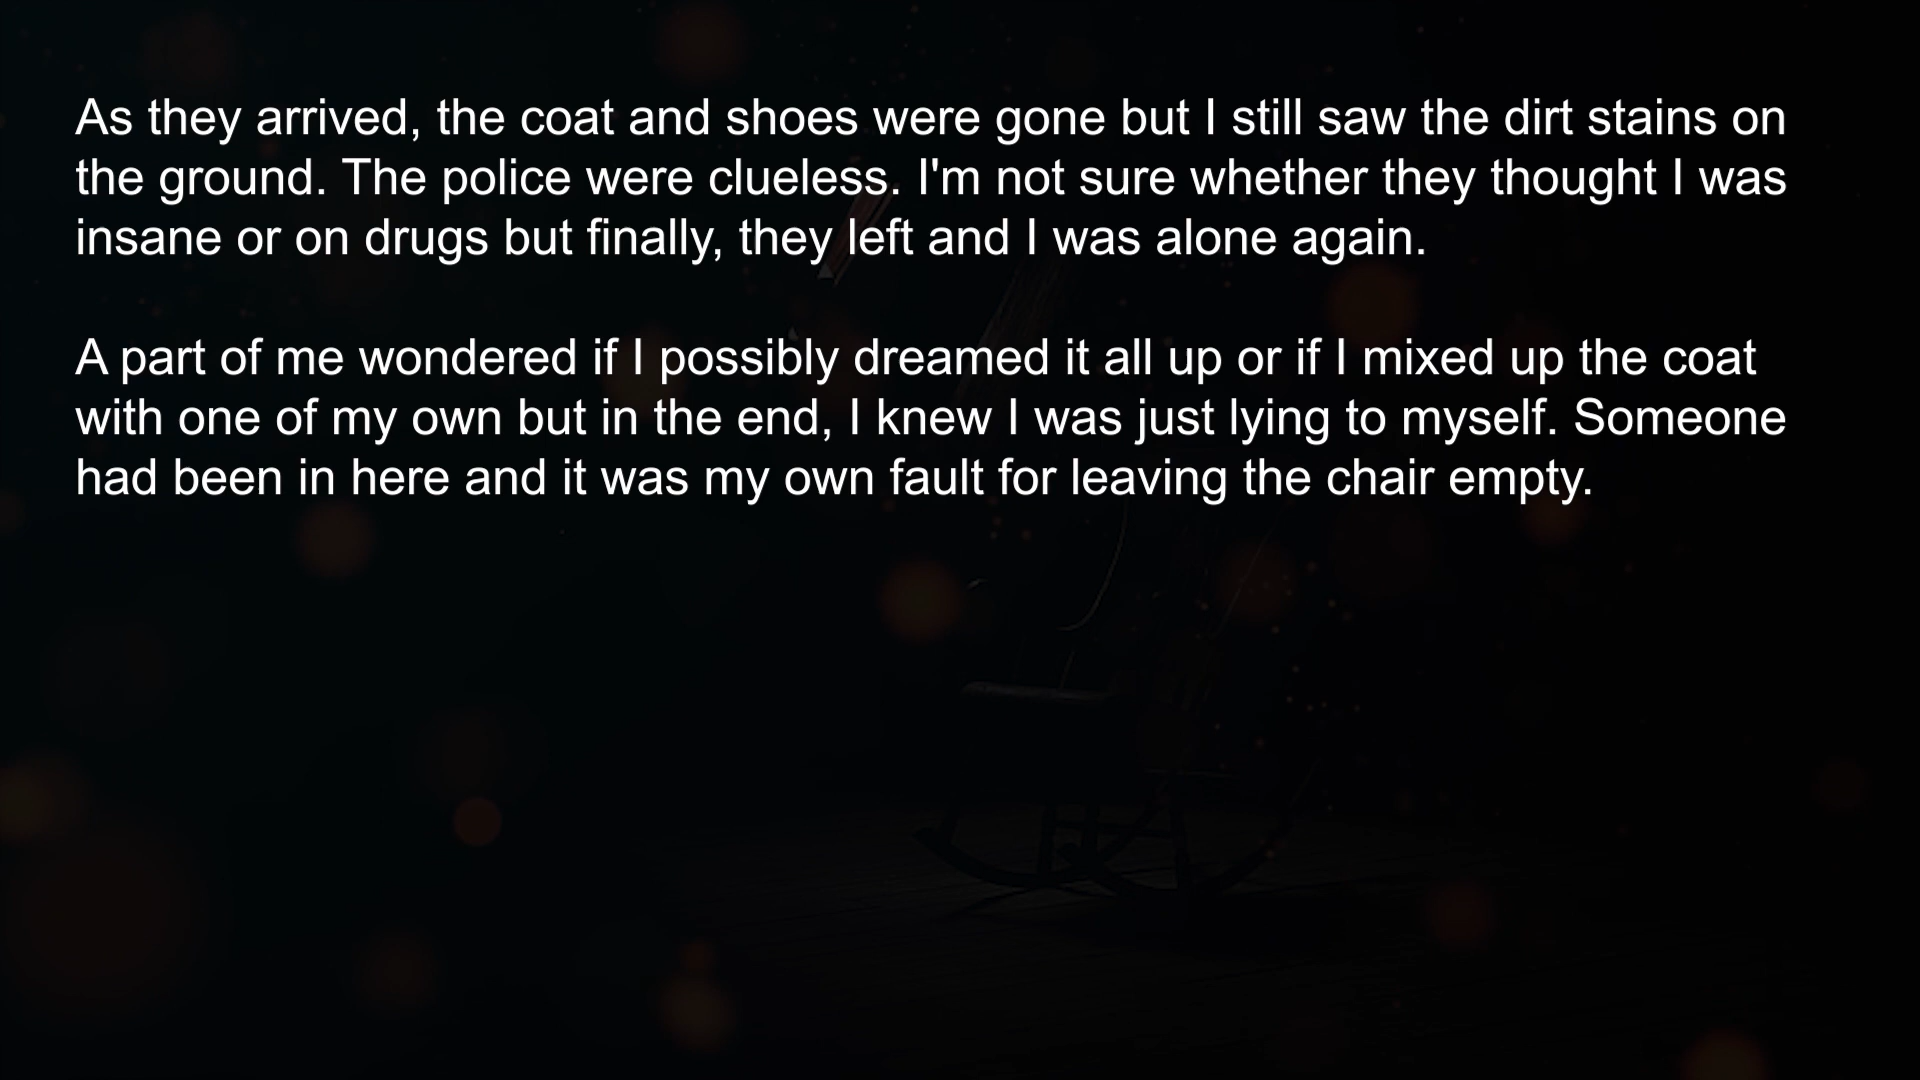 As they arrived, the coat and shoes were gone but I still saw the dirt stains on
the ground. The police were clueless. I'm not sure whether they thought I was
insane or on drugs but finally, they left and I was alone again.
A part of me wondered if I possibly dreamed it all up or if I mixed up the coat
with one of my own but in the end, I knew I was just lying to myself. Someone
had been in here and it was my own fault for leaving the chair empty.